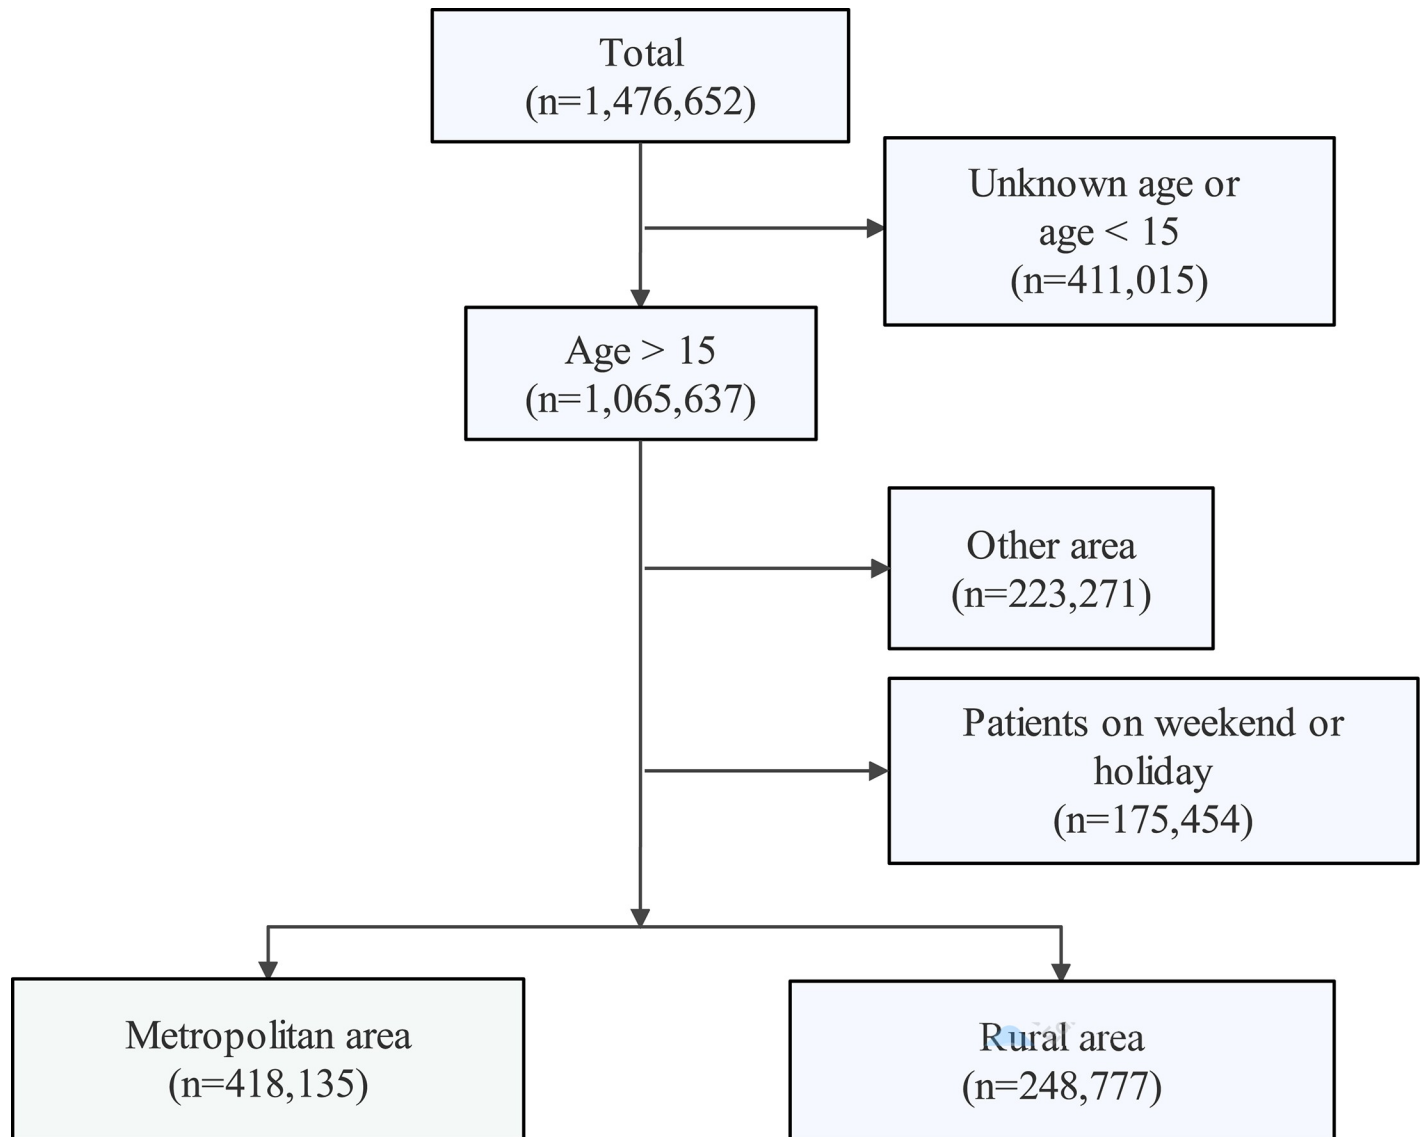 Total
(n=1,476,652)
Unknown age or
age < 15
(n=411,015)
Age > 15
(n=1,065,637)
Other area
(n=223,271)
Patients on weekend or
holiday
(n=175,454)
Metropolitan area
(n=418,135)
Rural area
(n=248,777)